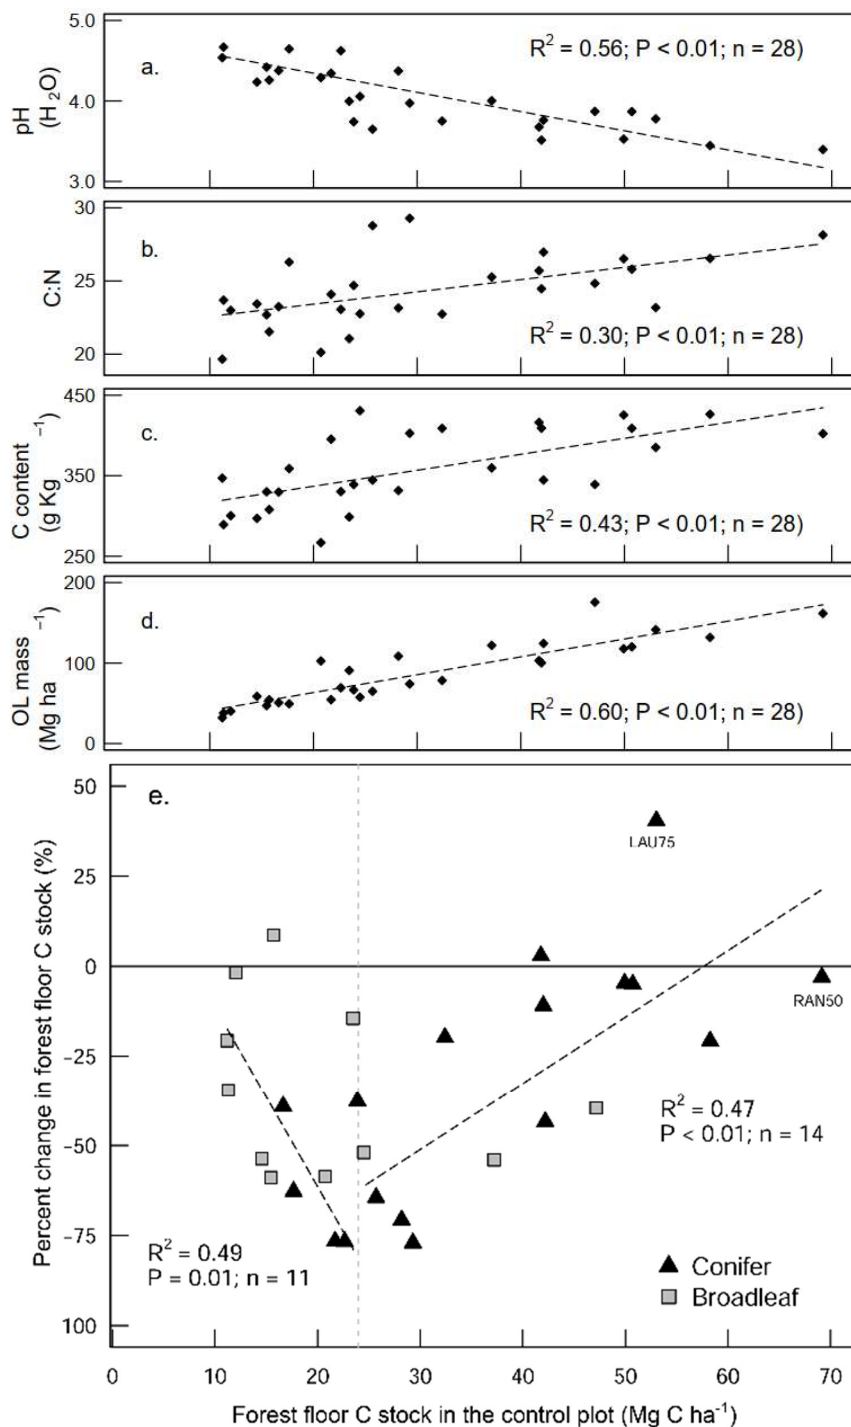 5.0
a.
R² = 0.56; P < 0.01; n = 28)
4.0
3.0
pH
(H₂O)
30
b.
25
20
C:N
R² = 0.30; P < 0.01; n = 28)
450
c.
350
250
C content
(g Kg⁻¹)
R² = 0.43; P < 0.01; n = 28)
200
d.
100
0
OL mass
(Mg ha⁻¹)
R² = 0.60; P < 0.01; n = 28)
50
e.
25
LAU75
0
RAN50
−25
−50
−75
100
Percent change in forest floor C stock (%)
R² = 0.47
P < 0.01; n = 14
R² = 0.49
P = 0.01; n = 11
Conifer
Broadleaf
0 10 20 30 40 50 60 70
Forest floor C stock in the control plot (Mg C ha⁻¹)